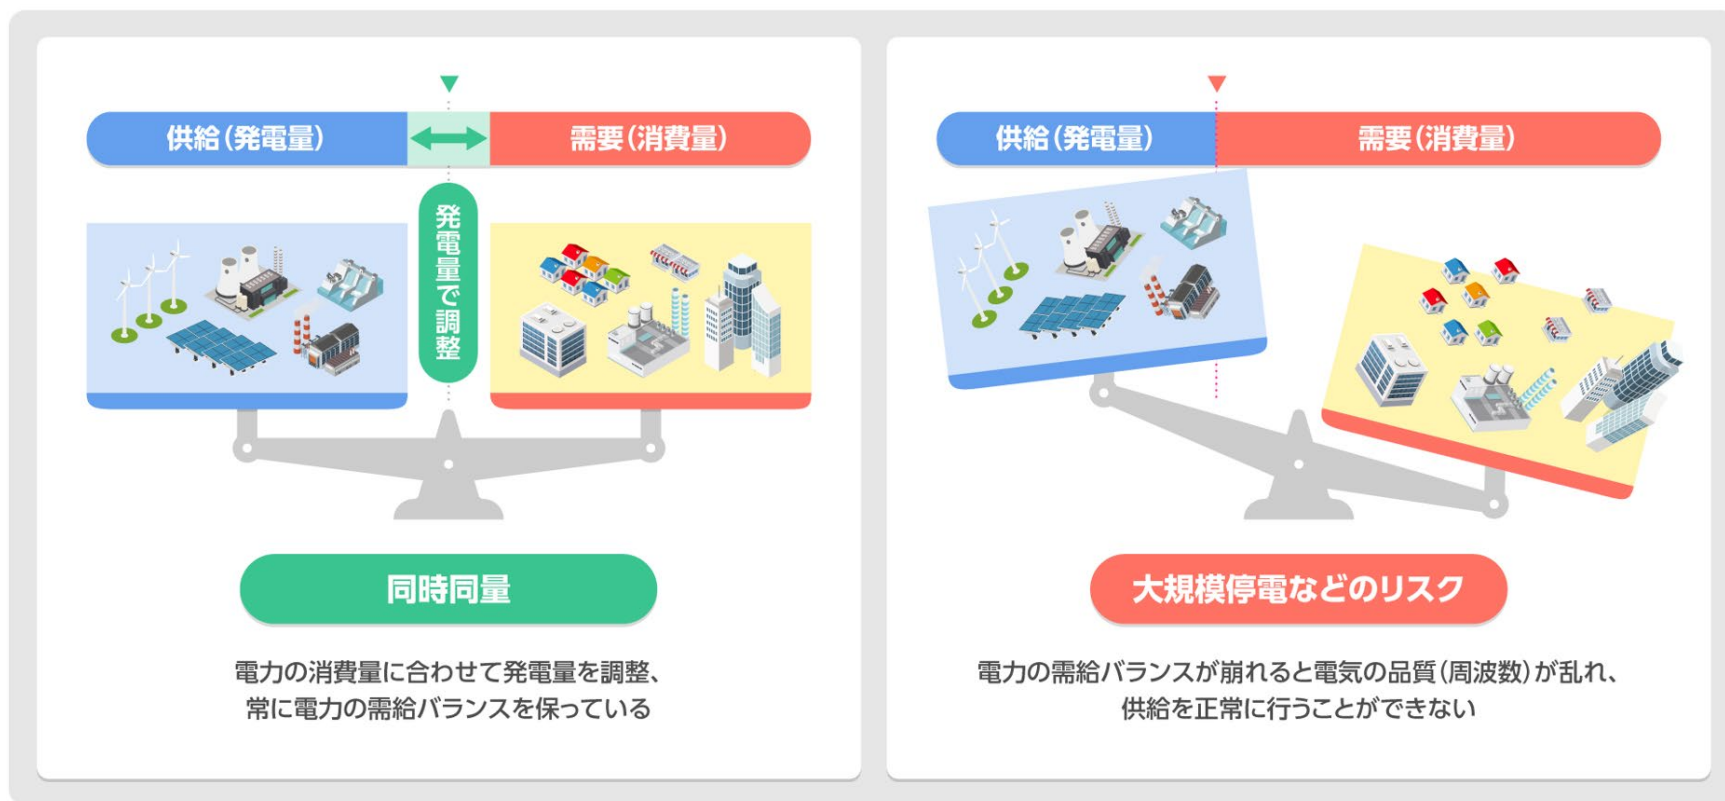 供給(発電量)
需要(消費量)
発電量で調整
同時同量
電力の消費量に合わせて発電量を調整、
常に電力の需給バランスを保っている
供給(発電量)
需要(消費量)
大規模停電などのリスク
電力の需給バランスが崩れると電気の品質(周波数)が乱れ、
供給を正常に行うことができない